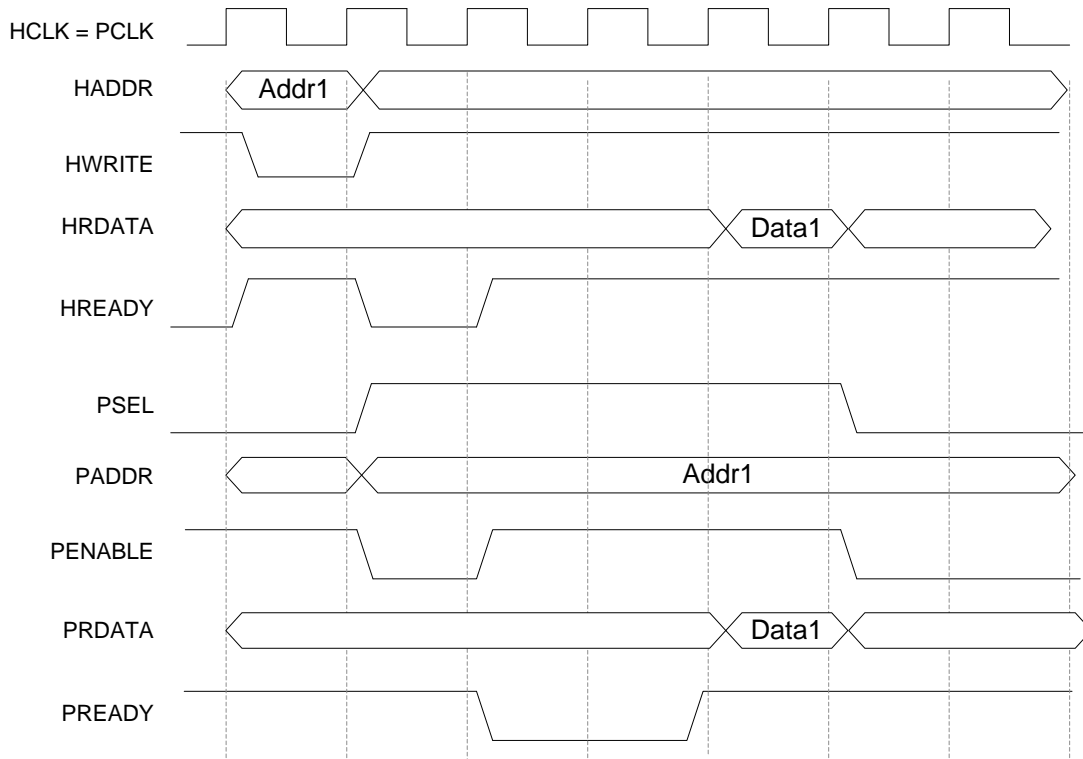 HCLK = PCLK
HADDR
Addr1
HWRITE
HRDATA
Data1
HREADY
PSEL
PADDR
Addr1
PENABLE
PRDATA
Data1
PREADY